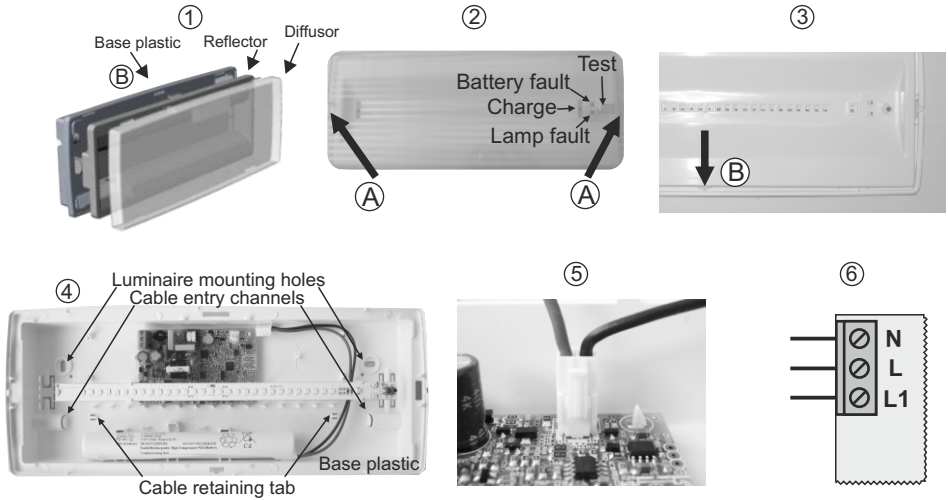 ①
Base plastic
Reflector
Diffusor
Ⓑ
②
Test
Battery fault
Charge
Lamp fault
Ⓐ
Ⓐ
③
Ⓑ
④
Luminaire mounting holes
Cable entry channels
Base plastic
Cable retaining tab
⑤
⑥
N
L
L1